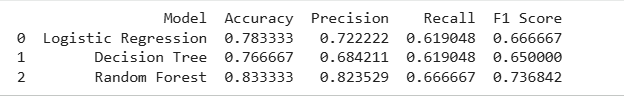 Model Accuracy Precision Recall F1 Score
0 Logistic Regression 0.783333 0.722222 0.619048 0.666667
1 Decision Tree 0.766667 0.684211 0.619048 0.650000
2 Random Forest 0.833333 0.823529 0.666667 0.736842